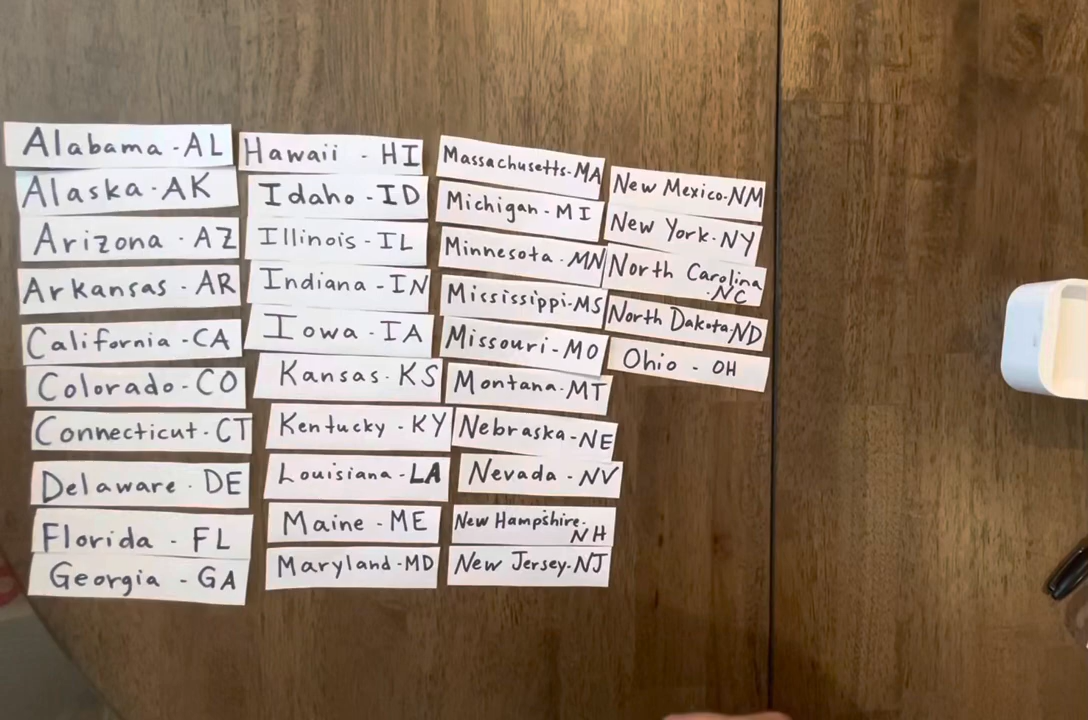 Alabama - AL
Alaska - AK
Arizona - AZ
Arkansas - AR
California - CA
Colorado - CO
Connecticut - CT
Delaware - DE
Florida - FL
Georgia - GA
Hawaii - HI
Idaho - ID
Illinois - IL
Indiana - IN
Iowa - IA
Kansas - KS
Kentucky - KY
Louisiana - LA
Maine - ME
Maryland - MD
Massachusetts - MA
Michigan - MI
Minnesota - MN
Mississippi - MS
Missouri - MO
Montana - MT
Nebraska - NE
Nevada - NV
New Hampshire -
NH
New Jersey - NJ
New Mexico - NM
New York - NY
North Carolina
- NC
North Dakota - ND
Ohio - OH